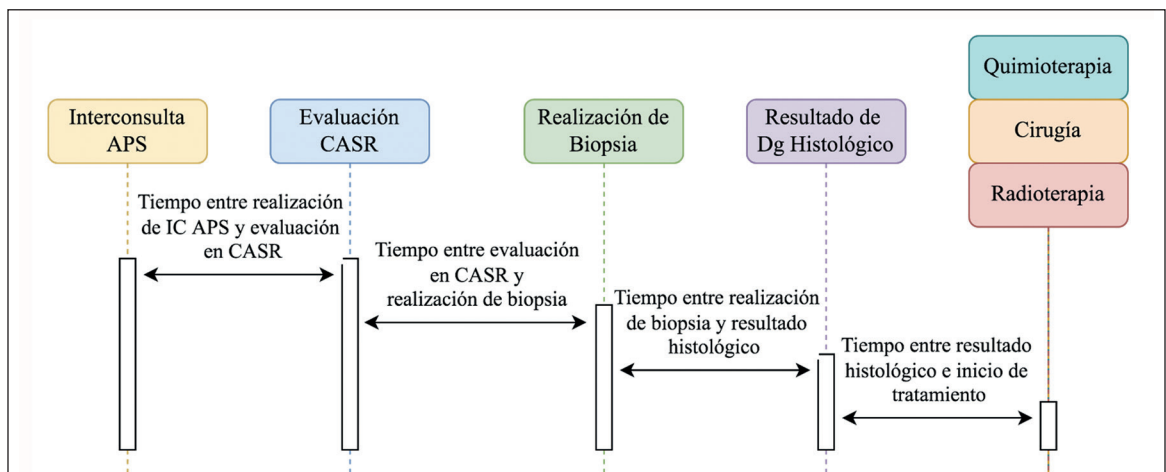 Quimioterapia
Interconsulta
APS
Evaluación
CASR
Realización de
Biopsia
Resultado de
Dg Histológico
Cirugía
Radioterapia
Tiempo entre realización
de IC APS y evaluación
en CASR
Tiempo entre evaluación
en CASR y
realización de biopsia
Tiempo entre realización
de biopsia y resultado
histológico
Tiempo entre resultado
histológico e inicio de
tratamiento